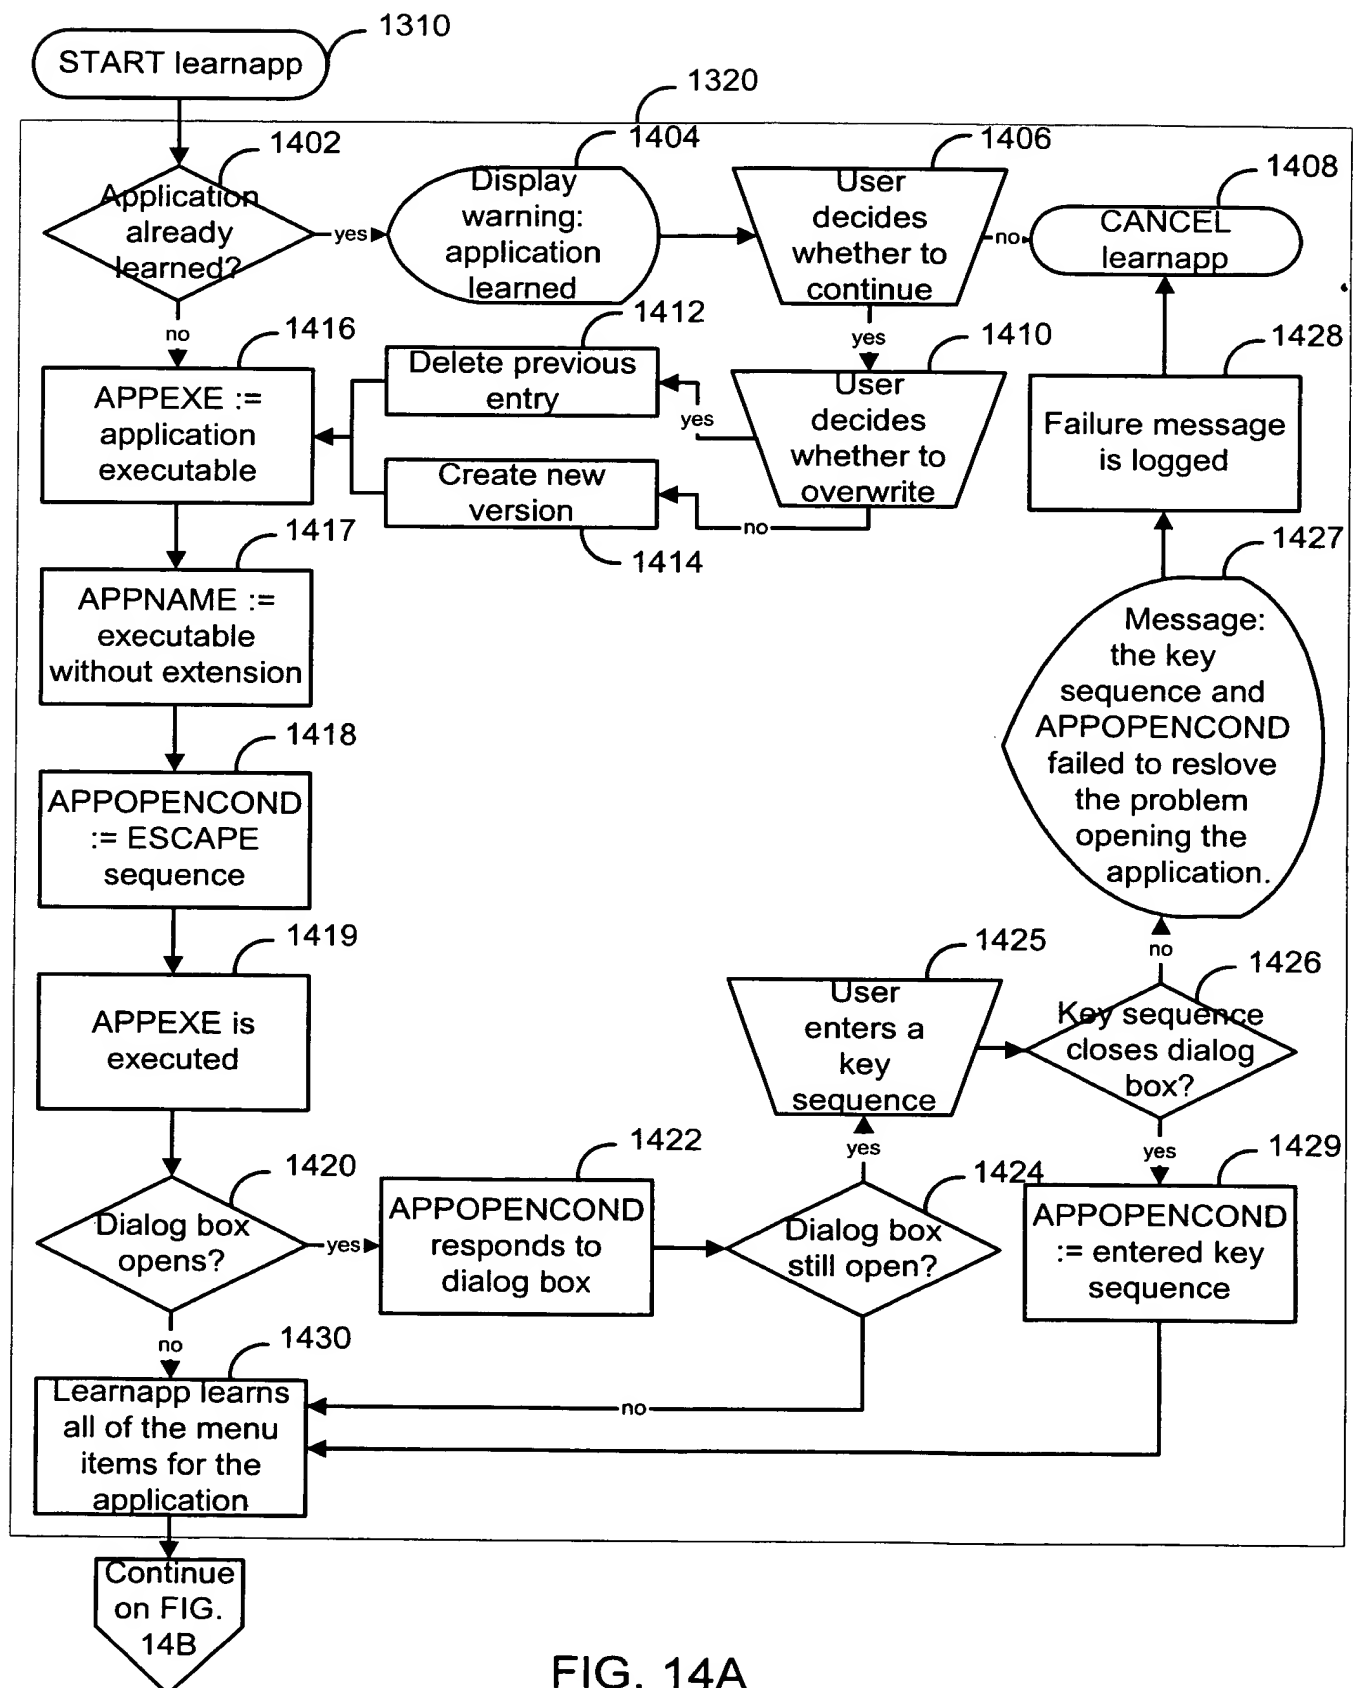 1310
START learnapp
1320
1402
Application
already
learned?
yes
1404
Display
warning:
application
learned
1406
User
decides
whether to
continue
no
1408
CANCEL
learnapp
no
yes
1416
APPEXE :=
application
executable
1412
Delete previous
entry
yes
1410
User
decides
whether to
overwrite
Create new
version
no
1414
1428
Failure message
is logged
1417
APPNAME :=
executable
without extension
1427
Message:
the key
sequence and
APPOPENCOND
failed to reslove
the problem
opening the
application.
1418
APPOPENCOND
:= ESCAPE
sequence
1419
APPEXE is
executed
1425
User
enters a
key
sequence
no
1426
Key sequence
closes dialog
box?
yes
yes
1420
Dialog box
opens?
yes
1422
APPOPENCOND
responds to
dialog box
1424
Dialog box
still open?
1429
APPOPENCOND
:= entered key
sequence
no
1430
Learnapp learns
all of the menu
items for the
application
no
Continue
on FIG.
14B
FIG. 14A